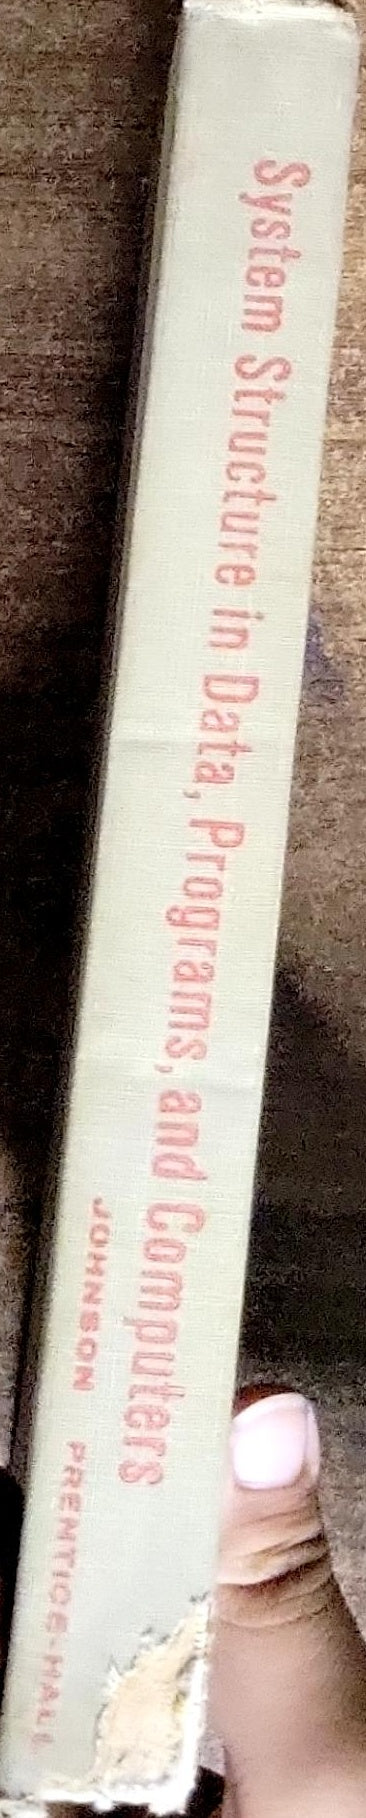 System Structure in Data, Programs, and Computers
JOHNSON PRENTICE-HALL